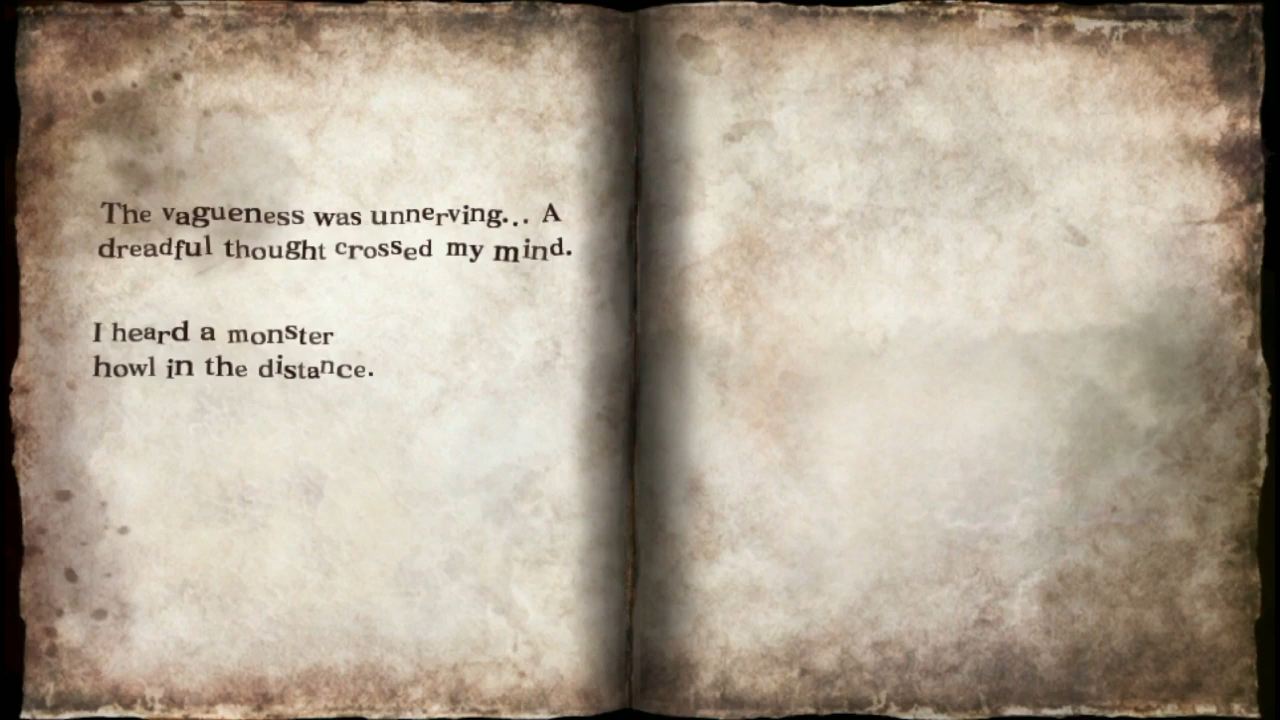 The vagueness was unnerving... A
dreadful thought crossed my mind.
I heard a monster
howl in the distance.